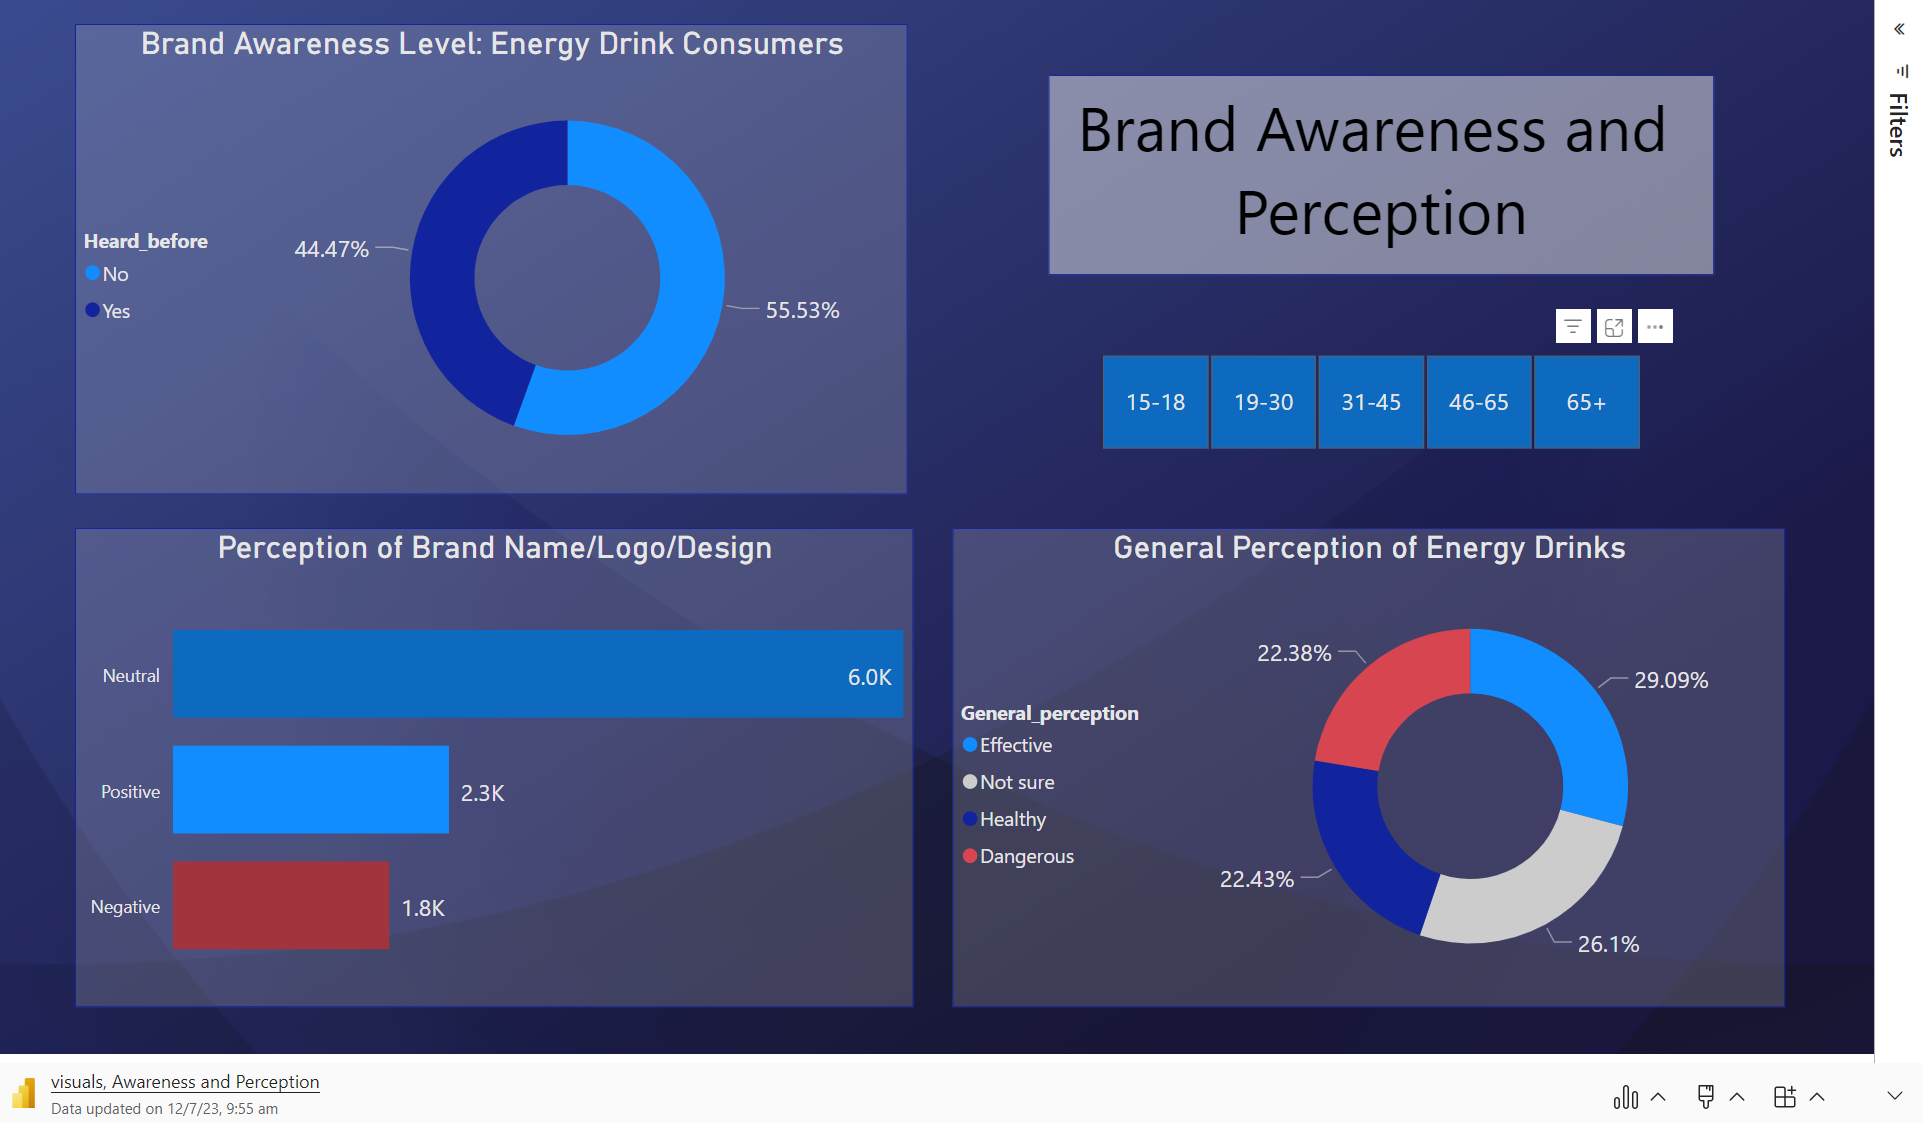 Brand Awareness Level: Energy Drink Consumers
Heard_before
No
Yes
44.47%
55.53%
Brand Awareness and
Perception
15-18
19-30
31-45
46-65
65+
Perception of Brand Name/Logo/Design
Neutral
6.0K
Positive
2.3K
Negative
1.8K
General Perception of Energy Drinks
General_perception
Effective
Not sure
Healthy
Dangerous
22.38%
29.09%
22.43%
26.1%
Filters
visuals, Awareness and Perception
Data updated on 12/7/23, 9:55 am